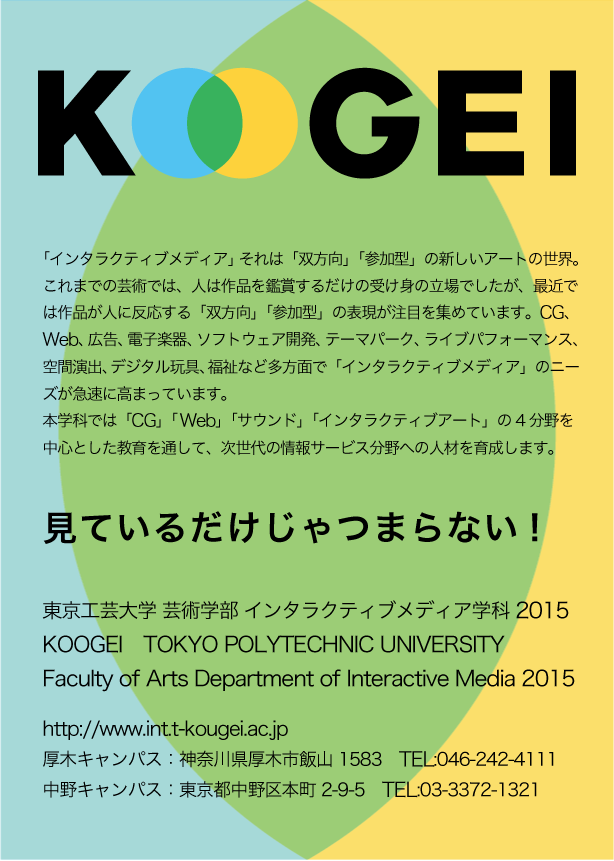 KOOGEI
「インタラクティブメディア」それは「双方向」「参加型」の新しいアートの世界。
これまでの芸術では、人は作品を鑑賞するだけの受け身の立場でしたが、最近で
は作品が人に反応する「双方向」「参加型」の表現が注目を集めています。CG、
Web、広告、電子楽器、ソフトウェア開発、テーマパーク、ライブパフォーマンス、
空間演出、デジタル玩具、福祉など多方面で「インタラクティブメディア」のニー
ズが急速に高まっています。
本学科では「CG」「Web」「サウンド」「インタラクティブアート」の4分野を
中心とした教育を通して、次世代の情報サービス分野への人材を育成します。
見ているだけじゃつまらない！
東京工芸大学 芸術学部 インタラクティブメディア学科 2015
KOOGEI　TOKYO POLYTECHNIC UNIVERSITY
Faculty of Arts Department of Interactive Media 2015
http://www.int.t-kougei.ac.jp
厚木キャンパス：神奈川県厚木市飯山 1583　TEL:046-242-4111
中野キャンパス：東京都中野区本町 2-9-5　TEL:03-3372-1321